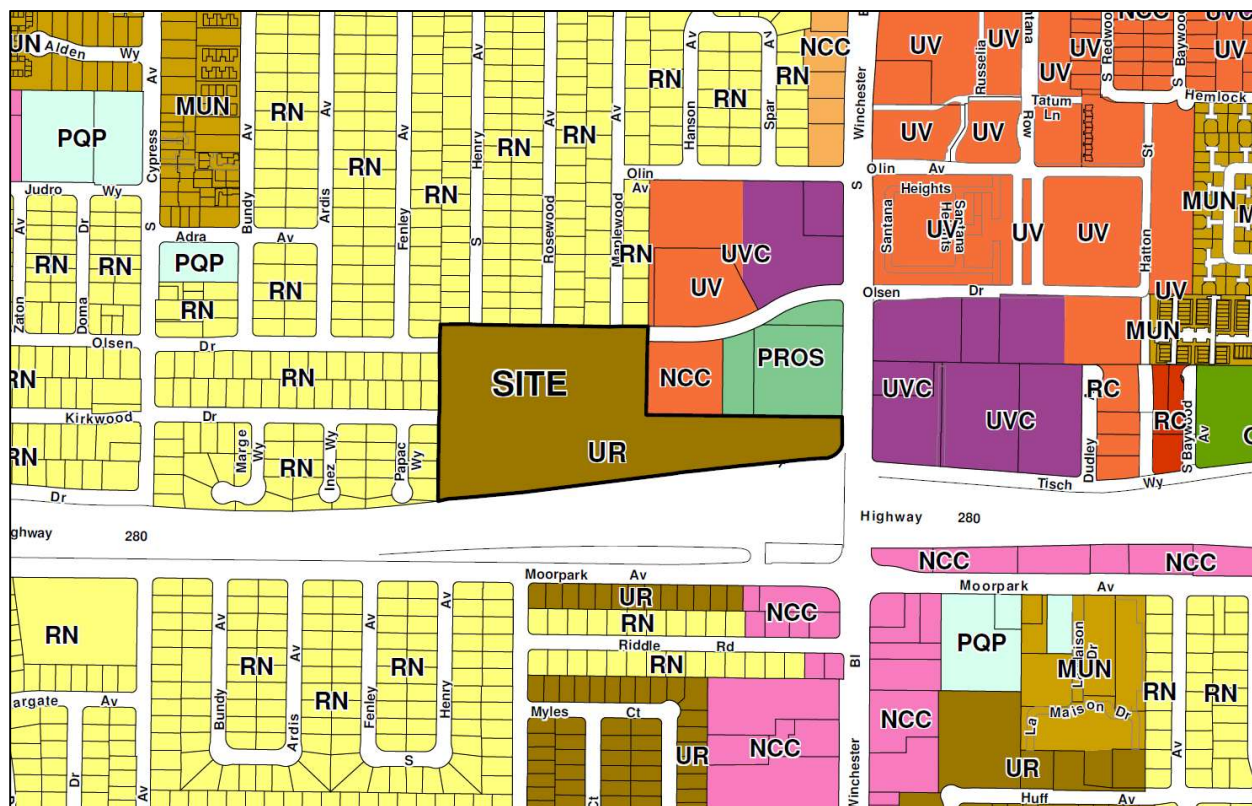 UN
Alden
Wy
Av
MUN
PQP
Cypress
S
Judro
Wy
Av
Zaton
RN
Dr
Doma
RN
Adra
Av
PQP
RN
RN
Bundy
Av
RN
Ardis
Av
RN
Fenley
Av
RN
Henry
Av
S
RN
Rosewood
Av
RN
Maplewood
Av
RN
RN
Hanson
Av
RN
Spar
Av
RN
NCC
Olin
Av
UVC
UV
Winchester
S
B
UV
Russelia
UV
UV
Row
Tatum
Ln
UV
S Redwood
NCC
S Baywood
UV
Hemlock
UV
UV
Olin Av
St
Heights
Santana
Santana
Heights
UV
UV
UV
Hatton
MUN
Olsen Dr
UV
MUN
Olsen
Dr
RN
RN
Kirkwood
Dr
RN
Marge
Wy
RN
Inez Wy
Papac
Wy
Dr
SITE
UR
NCC
PROS
UVC
UVC
RC
Dudley
RC
S Baywood
Av
Tisch Wy
ghway 280
Highway 280
Moorpark Av
NCC
NCC
Moorpark Av
UR
RN
NCC
Riddle Rd
RN
Bl
RN
Bundy
Av
RN
Ardis
Av
RN
Fenley
Av
RN
Henry
Av
S
argate Av
Dr
Av
Myles Ct
Ct
UR
NCC
Winchester
NCC
PQP
La Maison
Dr
MUN
La
Maison Dr
RN
Av
RN
UR
Huff Av